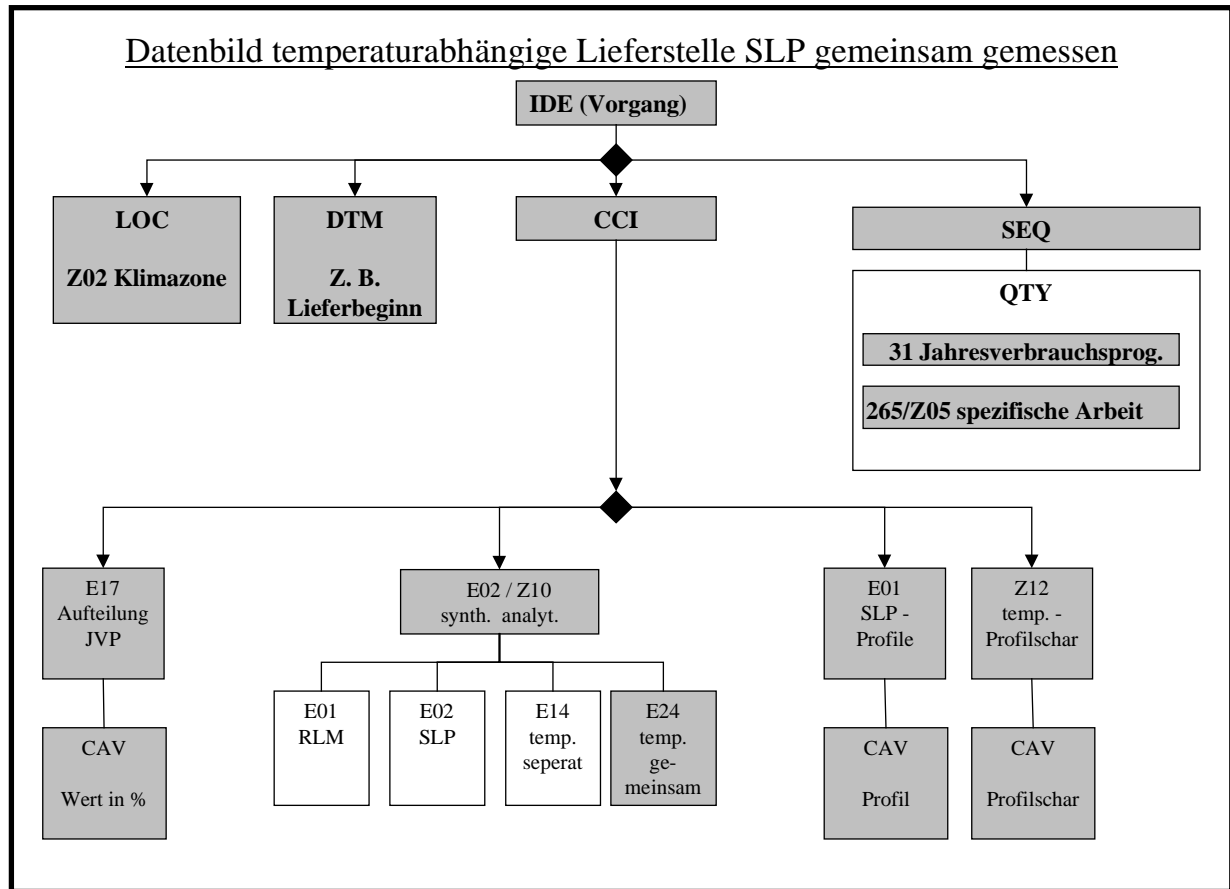 Datenbild temperaturabhängige Lieferstelle SLP gemeinsam gemessen
IDE (Vorgang)
LOC
Z02 Klimazone
DTM
Z. B.
Lieferbeginn
CCI
SEQ
QTY
31 Jahresverbrauchsprog.
265/Z05 spezifische Arbeit
E17
Aufteilung
JVP
E02 / Z10
synth. analyt.
E01
SLP -
Profile
Z12
temp. -
Profilschar
E01
RLM
E02
SLP
E14
temp.
seperat
E24
temp.
ge-
meinsam
CAV
Wert in %
CAV
Profil
CAV
Profilschar